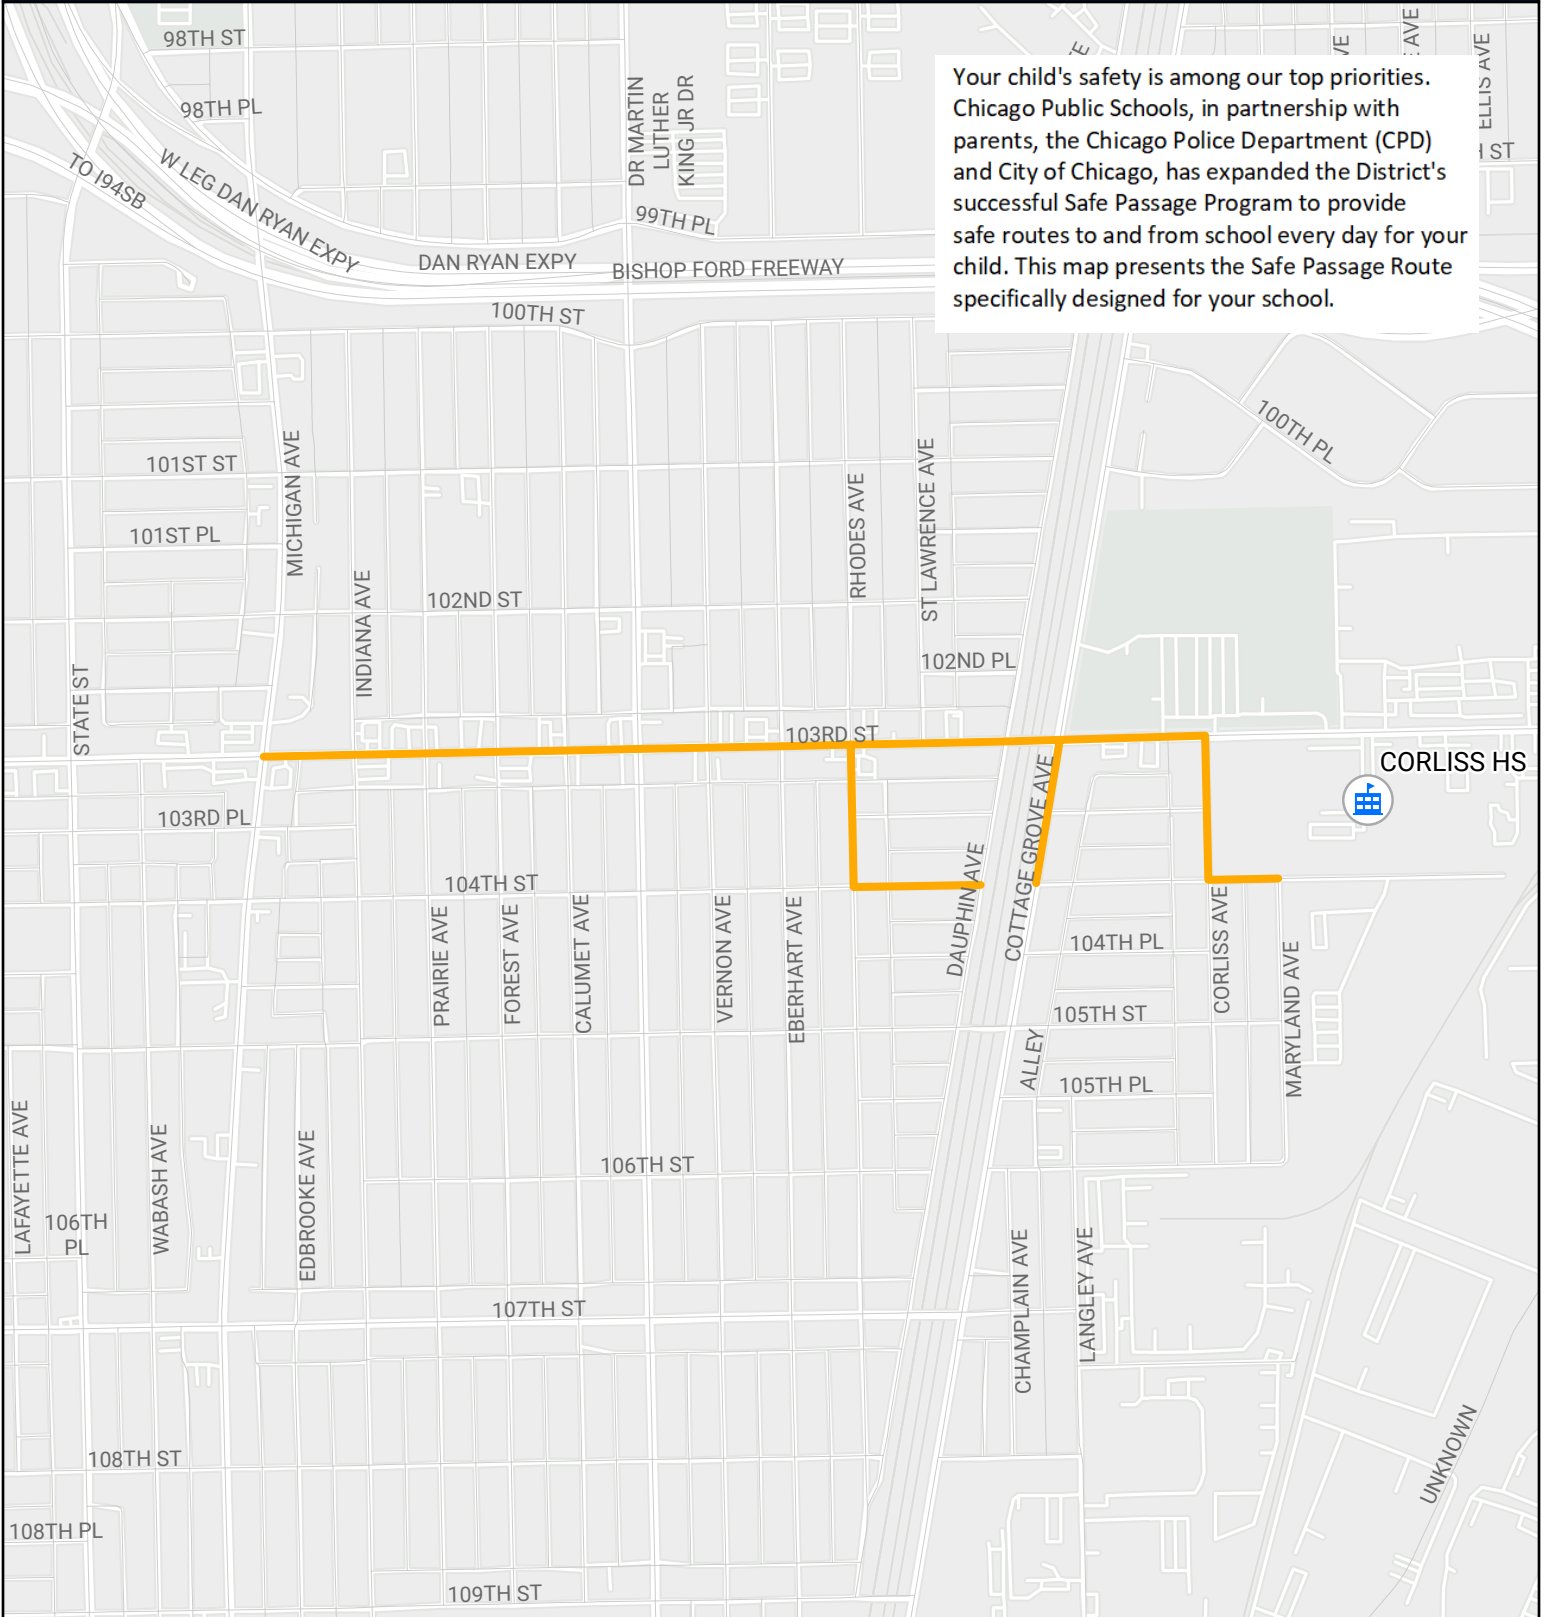 98TH ST
98TH PL
TO I94SB
W LEG DAN RYAN EXPY
DR MARTIN
LUTHER
KING JR DR
99TH PL
DAN RYAN EXPY
BISHOP FORD FREEWAY
100TH ST
AVE
ELLIS AVE
ST
Your child's safety is among our top priorities.
Chicago Public Schools, in partnership with
parents, the Chicago Police Department (CPD)
and City of Chicago, has expanded the District's
successful Safe Passage Program to provide
safe routes to and from school every day for your
child. This map presents the Safe Passage Route
specifically designed for your school.
100TH PL
101ST ST
MICHIGAN AVE
101ST PL
INDIANA AVE
102ND ST
RHODES AVE
ST LAWRENCE AVE
102ND PL
STATE ST
103RD ST
CORLISS HS
103RD PL
104TH ST
DAUPHIN AVE
COTTAGE GROVE AVE
PRAIRIE AVE
FOREST AVE
CALUMET AVE
VERNON AVE
EBERHART AVE
104TH PL
CORLISS AVE
MARYLAND AVE
105TH ST
ALLEY
105TH PL
LAFAYETTE AVE
WABASH AVE
EDBROOKE AVE
106TH ST
106TH
PL
CHAMPLAIN AVE
LANGLEY AVE
107TH ST
108TH ST
UNKNOWN
108TH PL
109TH ST